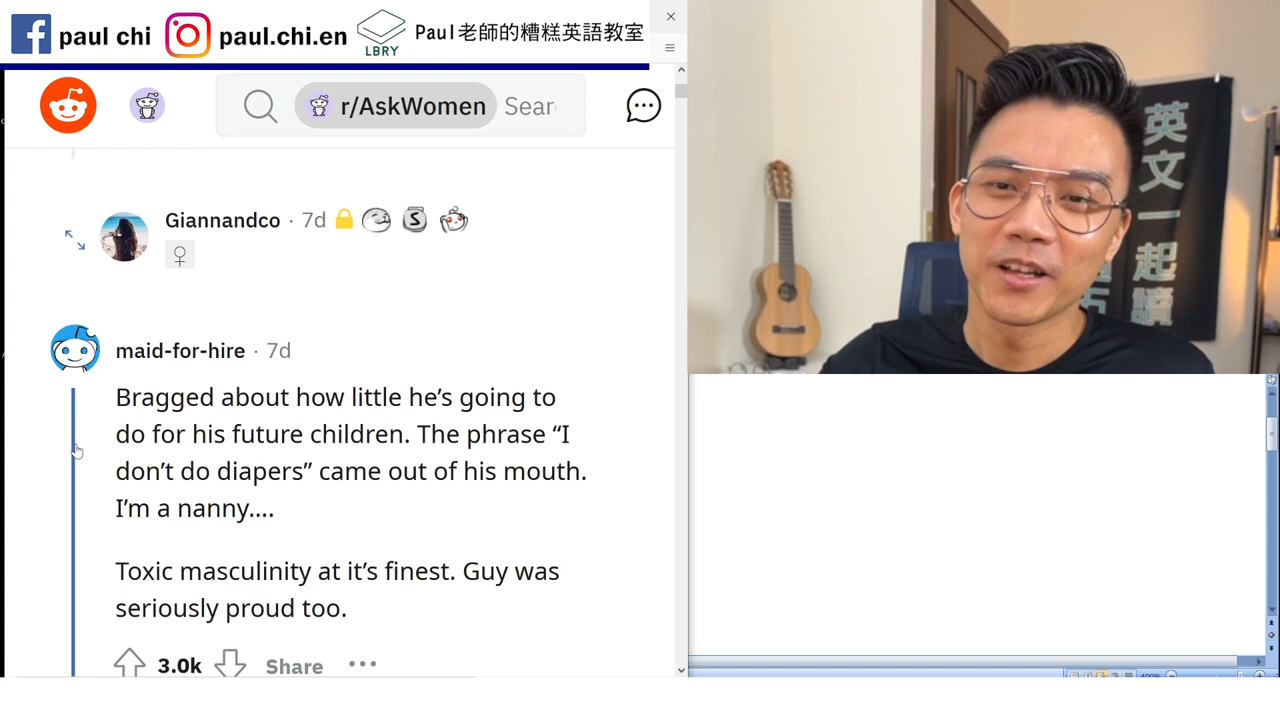 paul chi
paul.chi.en
LBRY
Paul老師的糟糕英語教室
r/AskWomen
Sear
Giannandco · 7d
maid-for-hire · 7d
Bragged about how little he’s going to
do for his future children. The phrase “I
don’t do diapers” came out of his mouth.
I’m a nanny....
Toxic masculinity at it’s finest. Guy was
seriously proud too.
3.0k
Share
英文一起讀